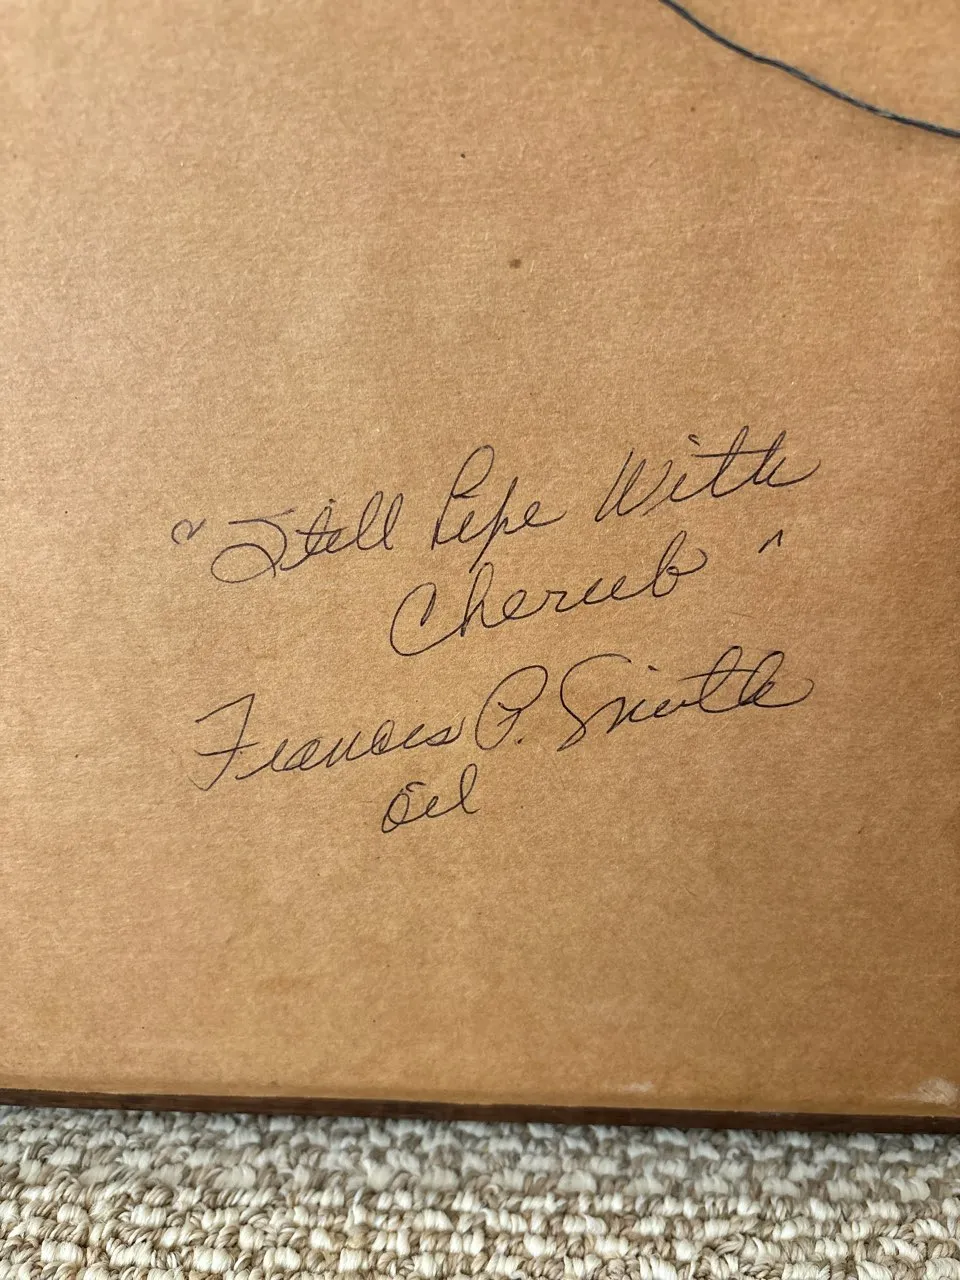 "Still Life With
Cherub"
Frances P. Smith
Oil